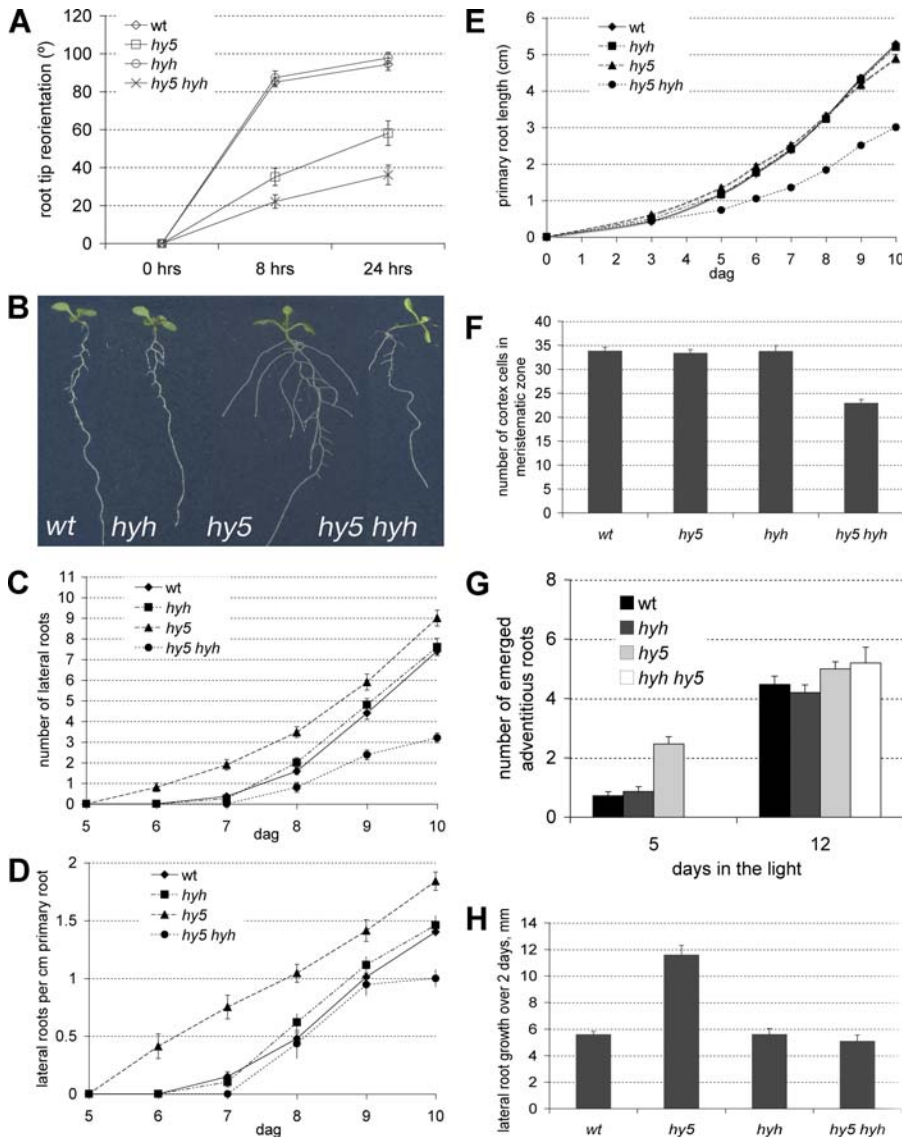 A
wt
hy5
hyh
hy5 hyh
root tip reorientation (º)
120
100
80
60
40
20
0
0 hrs
8 hrs
24 hrs
B
wt
hyh
hy5
hy5 hyh
C
wt
hyh
hy5
hy5 hyh
number of lateral roots
11
10
9
8
7
6
5
4
3
2
1
0
5
6
7
8
9
10
dag
D
wt
hyh
hy5
hy5 hyh
lateral roots per cm primary root
2
1.5
1
0.5
0
5
6
7
8
9
10
dag
E
wt
hyh
hy5
hy5 hyh
primary root length (cm)
6
5
4
3
2
1
0
0
1
2
3
4
5
6
7
8
9
10
dag
F
number of cortex cells in
meristematic zone
40
35
30
25
20
15
10
5
0
wt
hy5
hyh
hy5 hyh
G
wt
hyh
hy5
hyh hy5
number of emerged
adventitious roots
8
6
4
2
0
5
12
days in the light
H
lateral root growth over 2 days, mm
14
12
10
8
6
4
2
0
wt
hy5
hyh
hy5 hyh